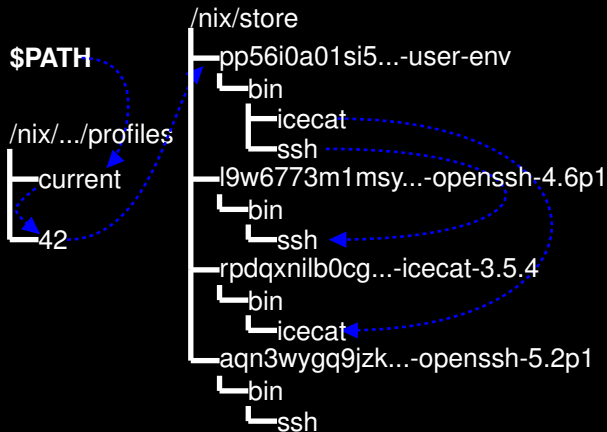 $PATH
/nix/.../profiles
current
42
/nix/store
pp56i0a01si5...-user-env
bin
icecat
ssh
l9w6773m1msy...-openssh-4.6p1
bin
ssh
rpdqxnilb0cg...-icecat-3.5.4
bin
icecat
aqn3wygq9jzk...-openssh-5.2p1
bin
ssh